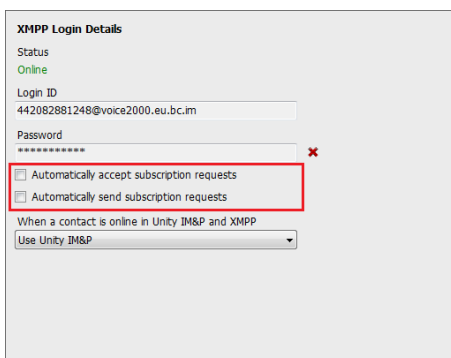 XMPP Login Details
Status
Online
Login ID
442082881248@voice2000.eu.bc.im
Password
***********
Automatically accept subscription requests
Automatically send subscription requests
When a contact is online in Unity IM&P and XMPP
Use Unity IM&P